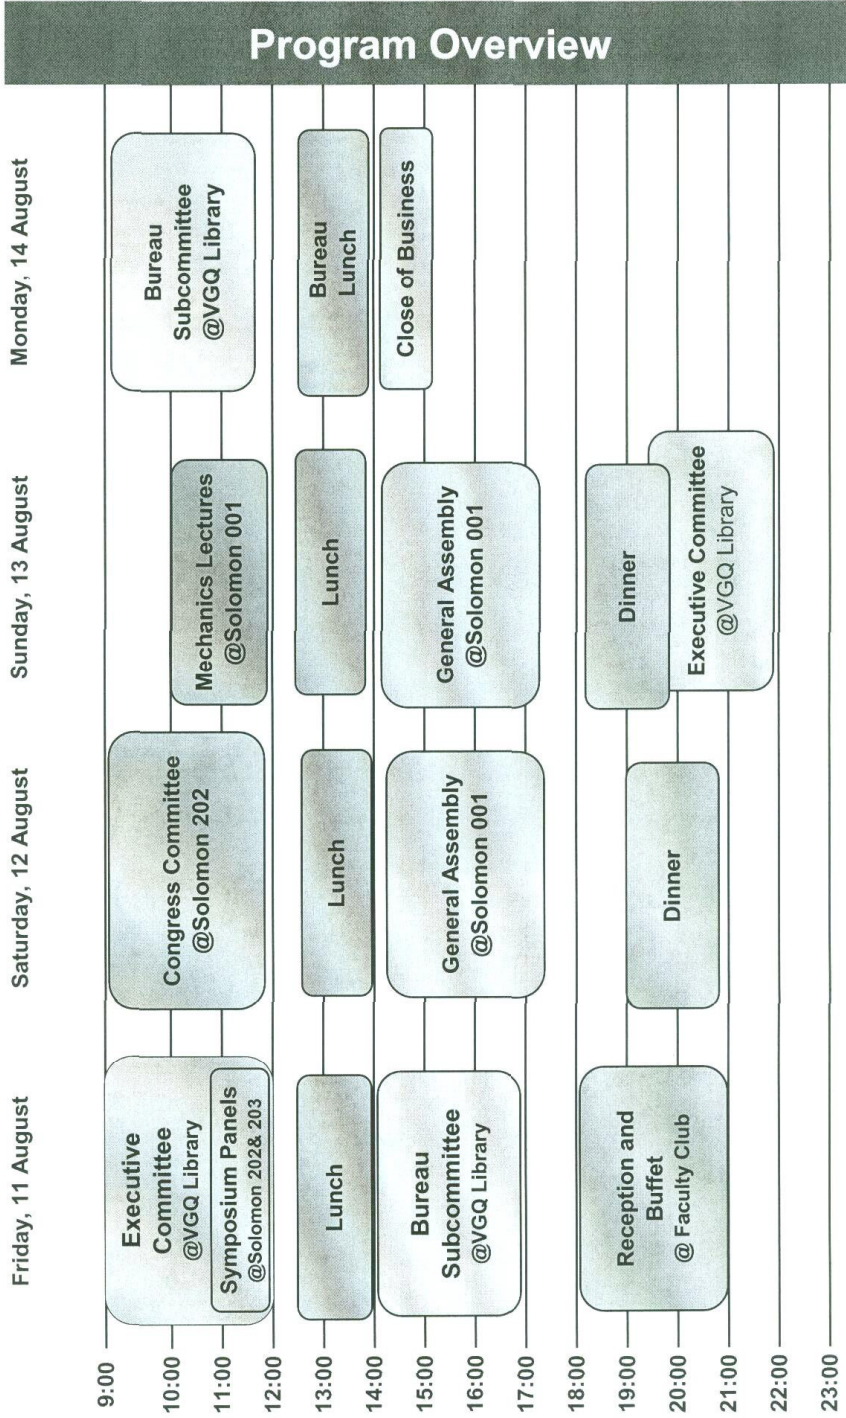 Program Overview
Friday, 11 August
Saturday, 12 August
Sunday, 13 August
Monday, 14 August
9:00
10:00
11:00
12:00
13:00
14:00
15:00
16:00
17:00
18:00
19:00
20:00
21:00
22:00
23:00
Executive
Committee
@VGQ Library
Symposium Panels
@Solomon 202& 203
Lunch
Bureau
Subcommittee
@VGQ Library
Reception and
Buffet
@ Faculty Club
Congress Committee
@Solomon 202
Lunch
General Assembly
@Solomon 001
Dinner
Mechanics Lectures
@Solomon 001
Lunch
General Assembly
@Solomon 001
Dinner
Executive Committee
@VGQ Library
Bureau
Subcommittee
@VGQ Library
Bureau
Lunch
Close of Business